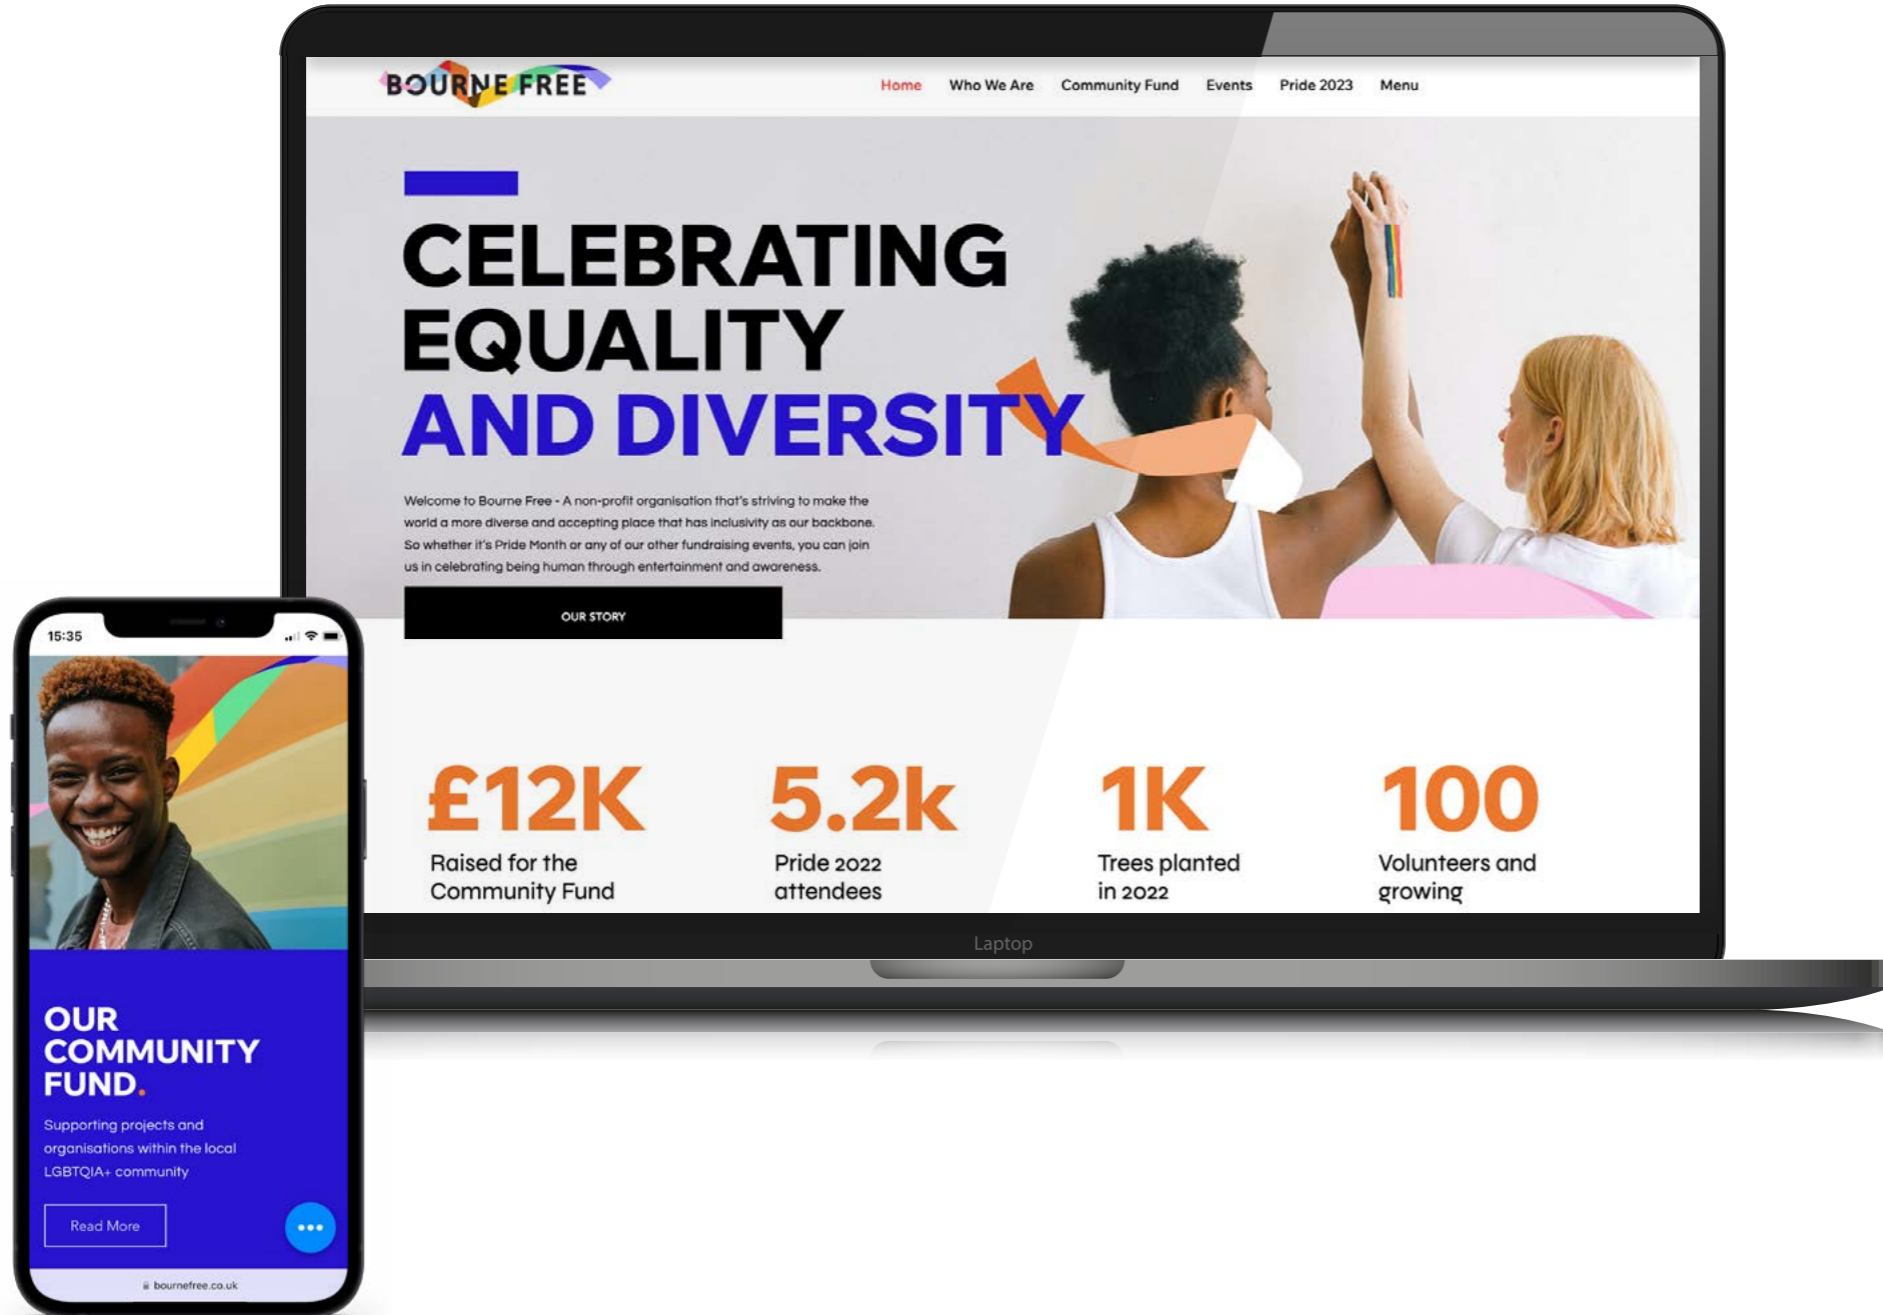 BOURNE FREE
Home Who We Are Community Fund Events Pride 2023 Menu
CELEBRATING
EQUALITY
AND DIVERSITY
Welcome to Bourne Free - A non-profit organisation that's striving to make the
world a more diverse and accepting place that has inclusivity as our backbone.
So whether it's Pride Month or any of our other fundraising events, you can join
us in celebrating being human through entertainment and awareness.
OUR STORY
£12K
Raised for the
Community Fund
5.2k
Pride 2022
attendees
1K
Trees planted
in 2022
100
Volunteers and
growing
Laptop
15:35
OUR
COMMUNITY
FUND.
Supporting projects and
organisations within the local
LGBTQIA+ community
Read More
bournefree.co.uk